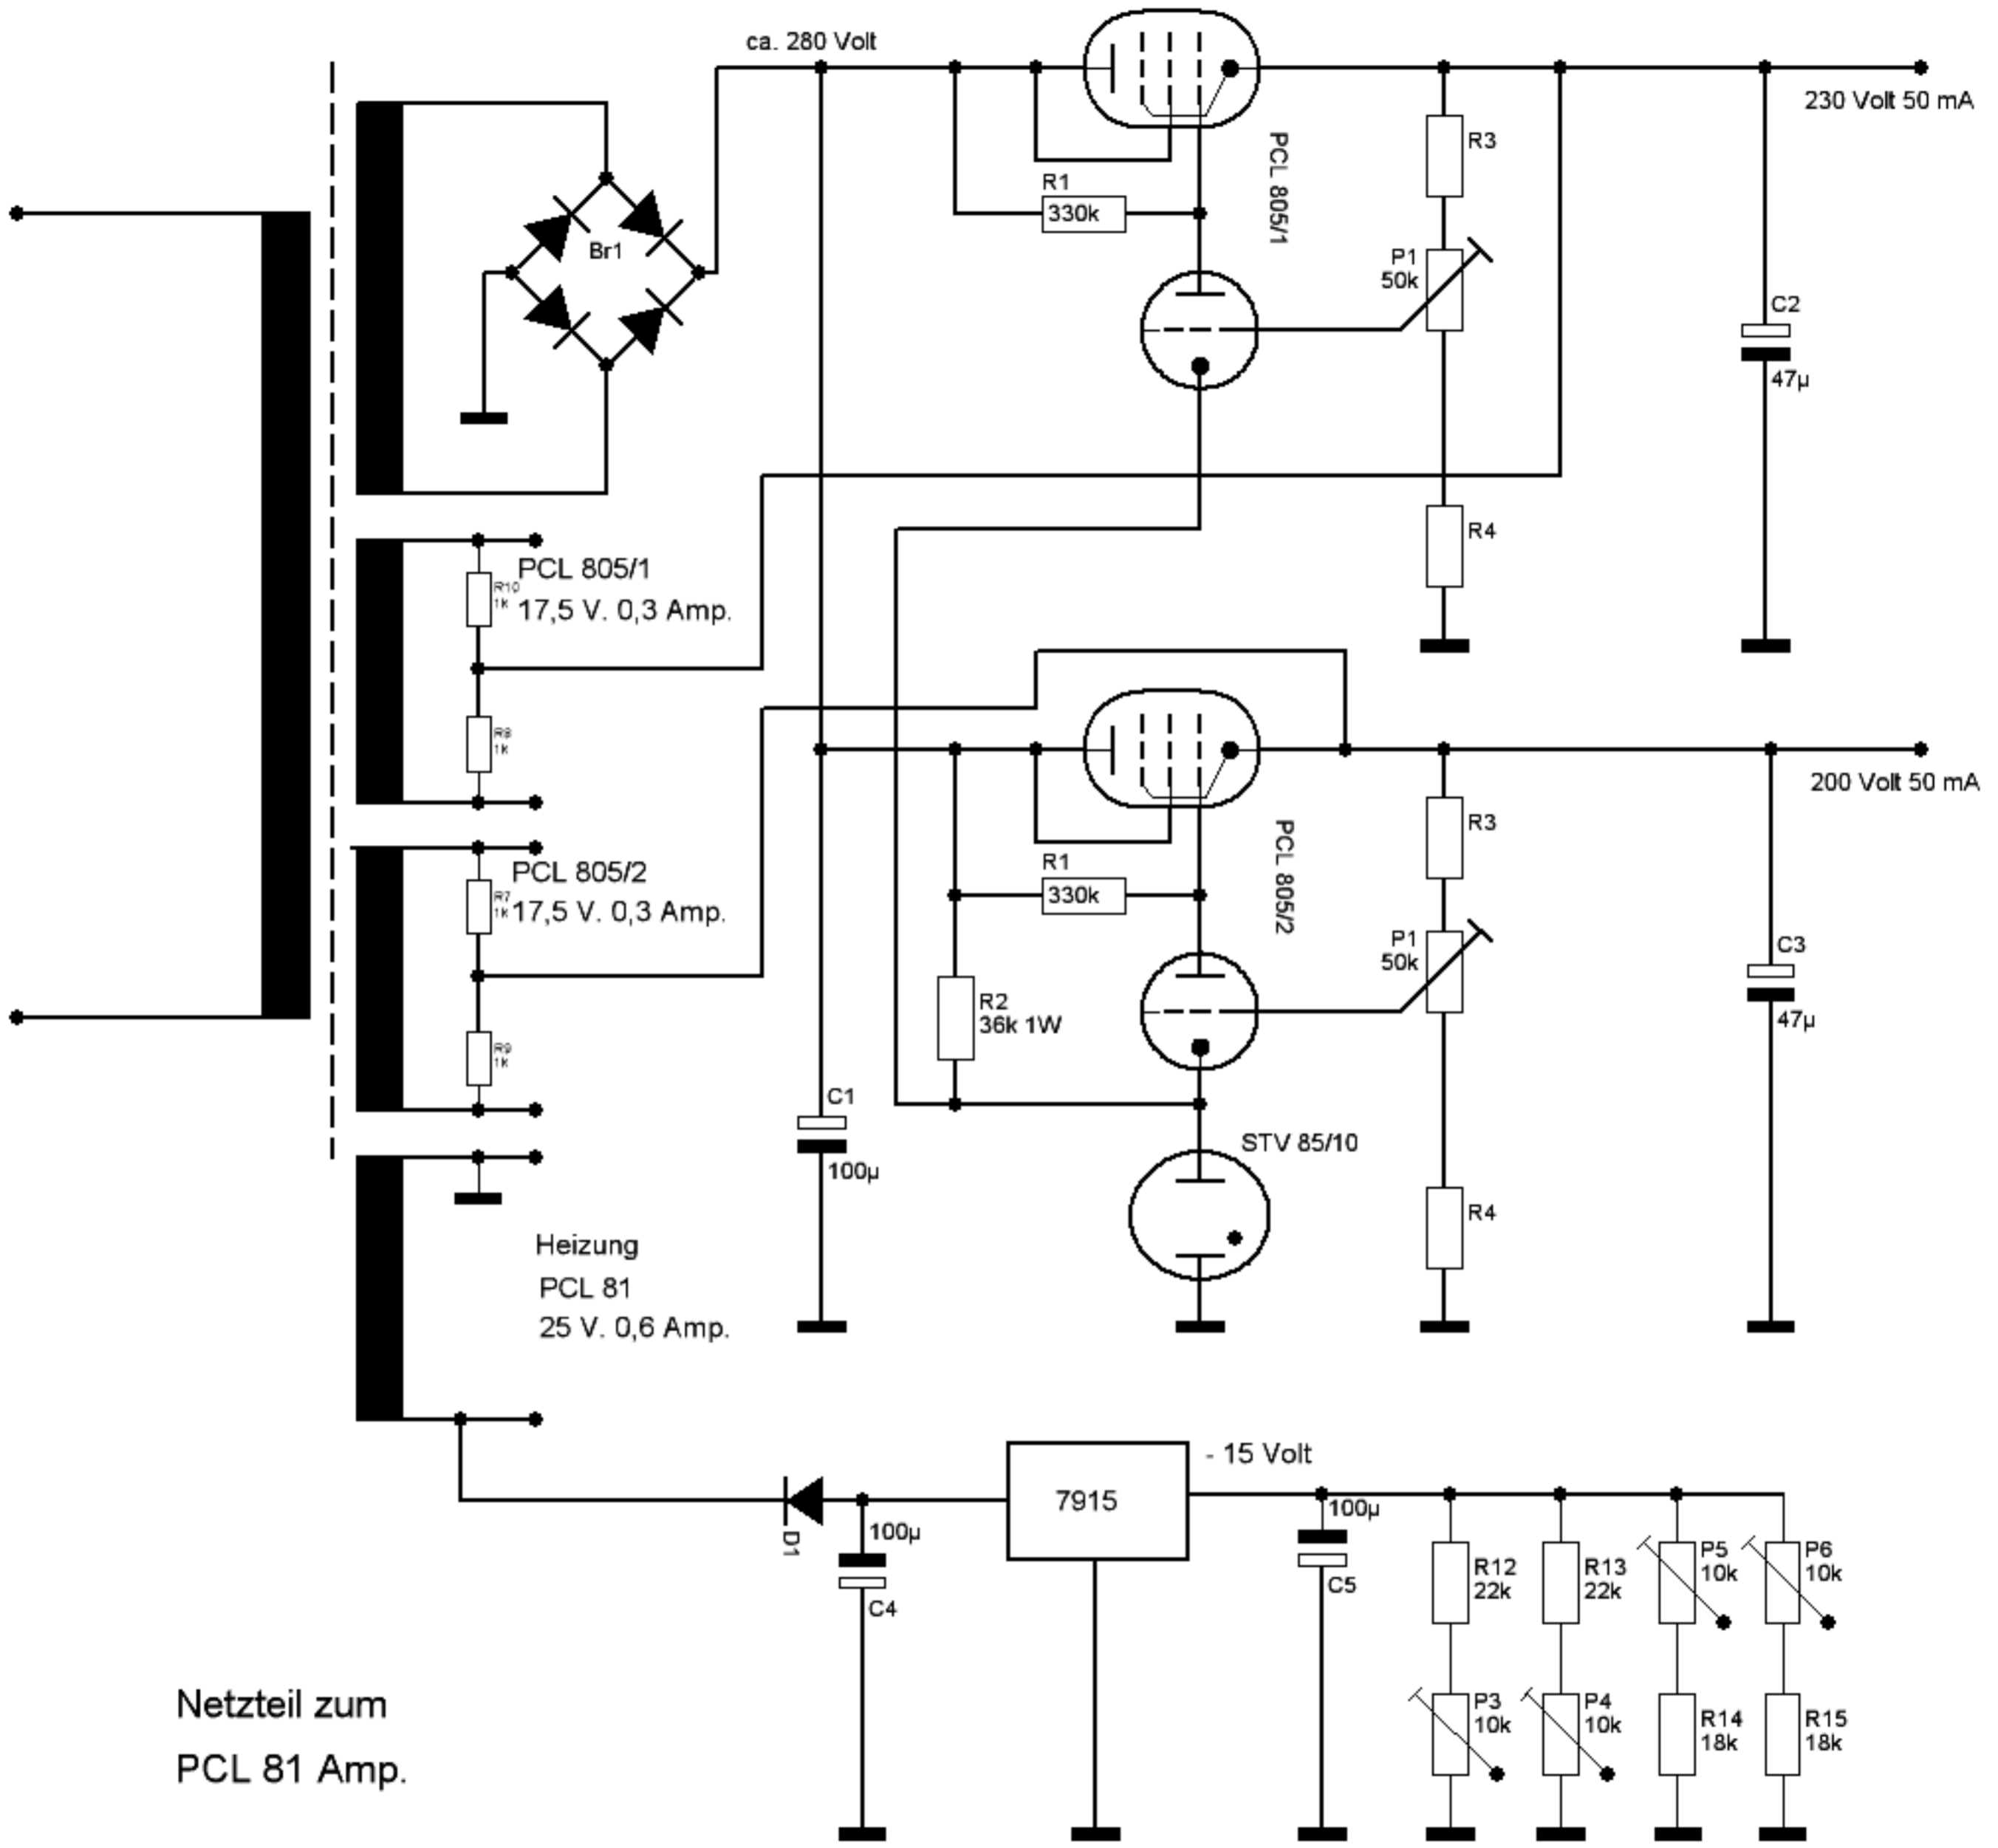 ca. 280 Volt
230 Volt 50 mA
PCL 805/1
R3
R1
330k
Br1
P1
50k
C2
47µ
R4
PCL 805/1
R10
1k
17,5 V. 0,3 Amp.
R8
1k
200 Volt 50 mA
PCL 805/2
R3
R1
330k
PCL 805/2
R7
1k
17,5 V. 0,3 Amp.
P1
50k
C3
47µ
R2
36k 1W
R9
1k
C1
100µ
STV 85/10
R4
Heizung
PCL 81
25 V. 0,6 Amp.
- 15 Volt
7915
D1
100µ
C4
100µ
C5
R12
22k
R13
22k
P5
10k
P6
10k
P3
10k
P4
10k
R14
18k
R15
18k
Netzteil zum
PCL 81 Amp.